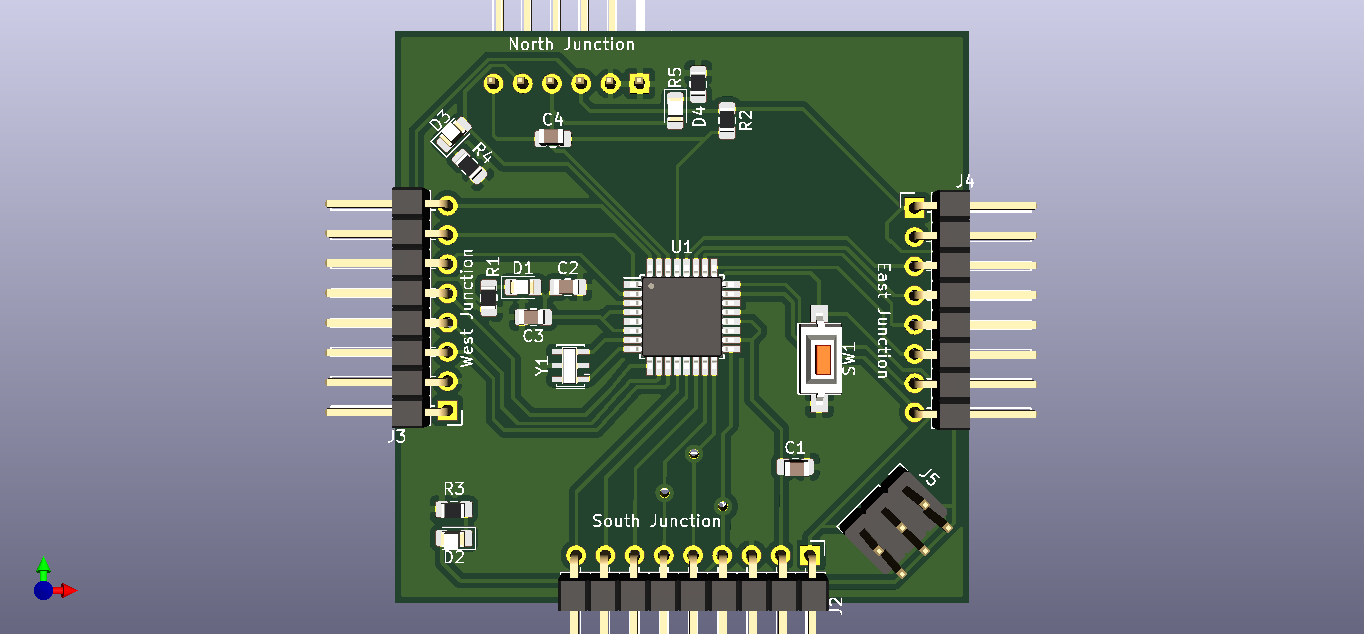 North Junction
R5
D4
R2
D3
R4
C4
J4
U1
R1
D1
C2
C3
Y1
West Junction
East Junction
SW1
J3
C1
J5
R3
D2
South Junction
J2